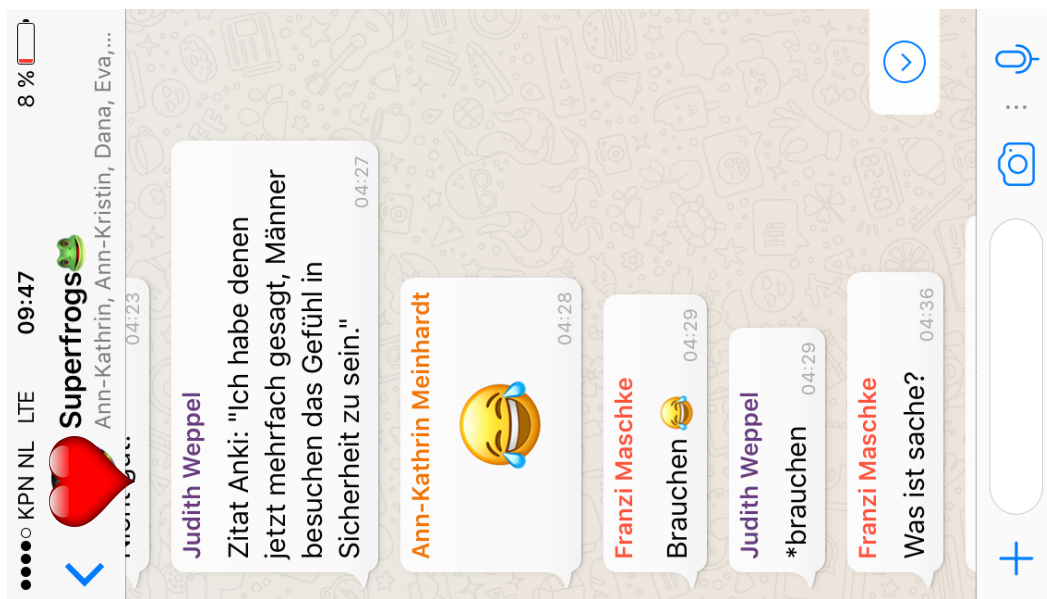 KPN NL LTE 09:47 8 %
Superfrogs🐸
Ann-Kathrin, Ann-Kristin, Dana, Eva,...
04:23
Judith Weppel
Zitat Anki: "Ich habe denen
jetzt mehrfach gesagt, Männer
besuchen das Gefühl in
Sicherheit zu sein."
04:27
Ann-Kathrin Meinhardt
😂
04:28
Franzi Maschke
Brauchen 😂
04:29
Judith Weppel
*brauchen
04:29
Franzi Maschke
Was ist sache?
04:36